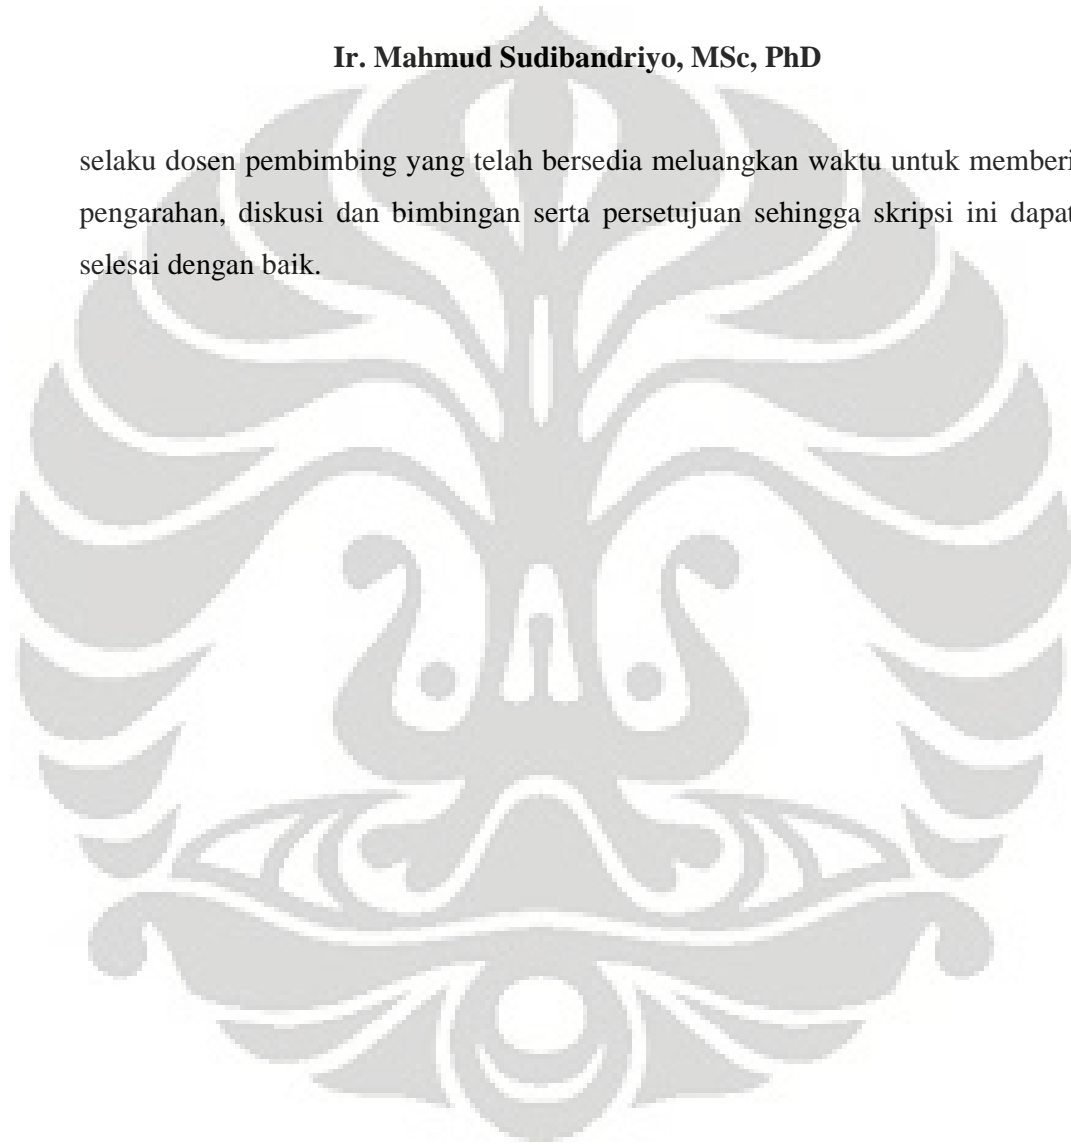 Ir. Mahmud Sudibandriyo, MSc, PhD
selaku dosen pembimbing yang telah bersedia meluangkan waktu untuk memberi
pengarahan, diskusi dan bimbingan serta persetujuan sehingga skripsi ini dapat
selesai dengan baik.